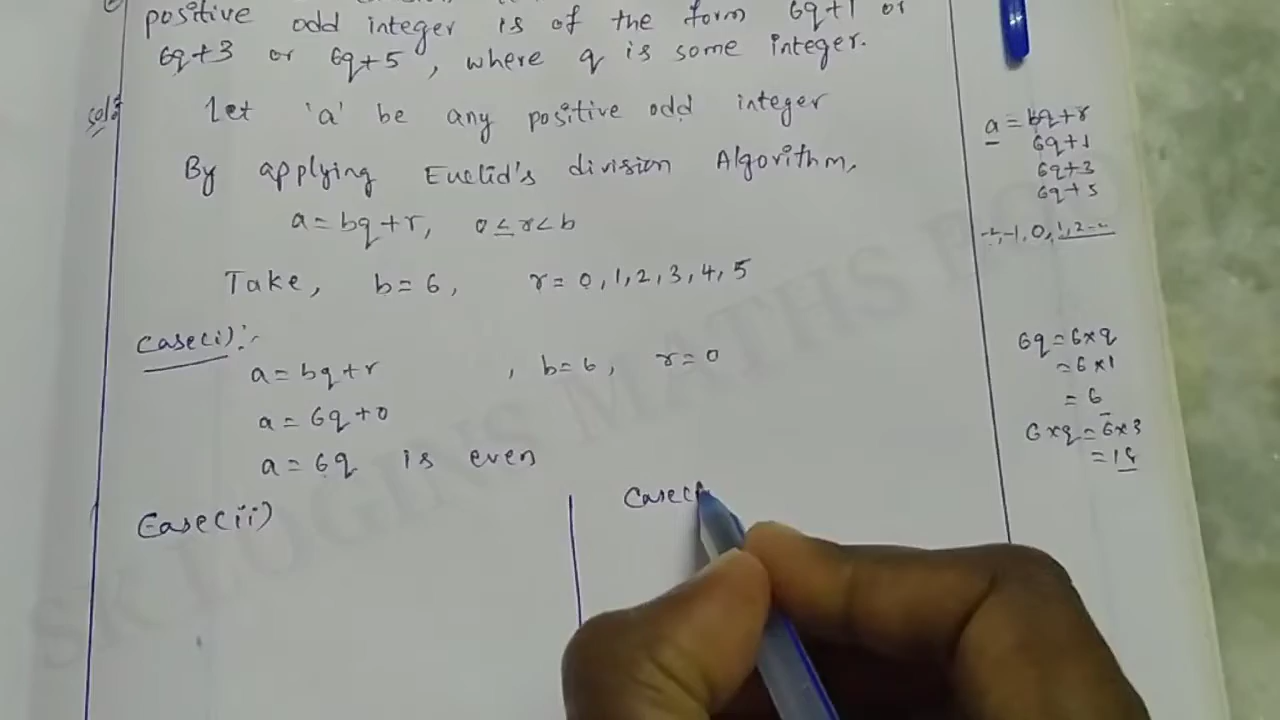 positive odd integer is of the form 6q+1 or
6q+3 or 6q+5, where q is some integer.
Sol:
Let 'a' be any positive odd integer
By applying Euclid's division Algorithm,
a=bq+r, 0≤r<b
Take, b=6, r=0,1,2,3,4,5
Case(i):-
a=bq+r, b=6, r=0
a=6q+0
a=6q is even
Case(ii)
Case(i
a=bq+r
6q+1
6q+3
6q+5
-2,-1,0,1,2--
6q=6×q
=6×1
=6
6×q=6×3
=18
SK LOGINS MATHS